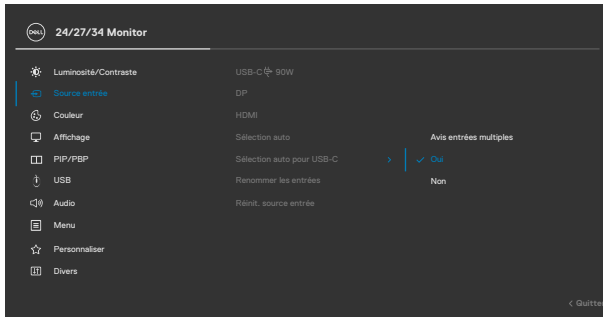 DELL
24/27/34 Monitor
Luminosité/Contraste
Source entrée
Couleur
Affichage
PIP/PBP
USB
Audio
Menu
Personnaliser
Divers
USB-C 90W
DP
HDMI
Sélection auto
Sélection auto pour USB-C
Renommer les entrées
Réinit. source entrée
Avis entrées multiples
Oui
Non
Quitter